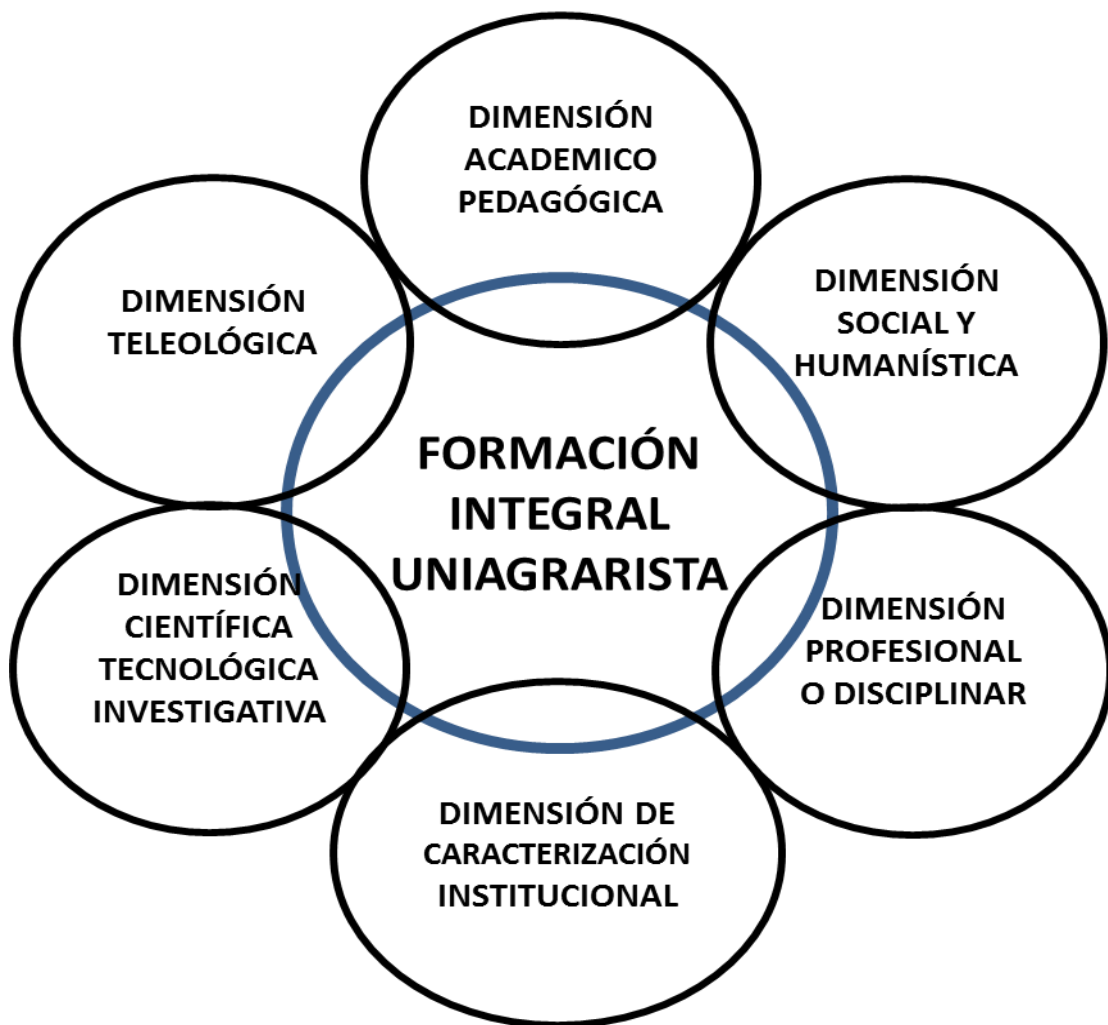 DIMENSIÓN
ACADEMICO
PEDAGÓGICA
DIMENSIÓN
TELEOLÓGICA
DIMENSIÓN
SOCIAL Y
HUMANÍSTICA
FORMACIÓN
INTEGRAL
UNIAGRARISTA
DIMENSIÓN
CIENTÍFICA
TECNOLÓGICA
INVESTIGATIVA
DIMENSIÓN
PROFESIONAL
O DISCIPLINAR
DIMENSIÓN DE
CARACTERIZACIÓN
INSTITUCIONAL